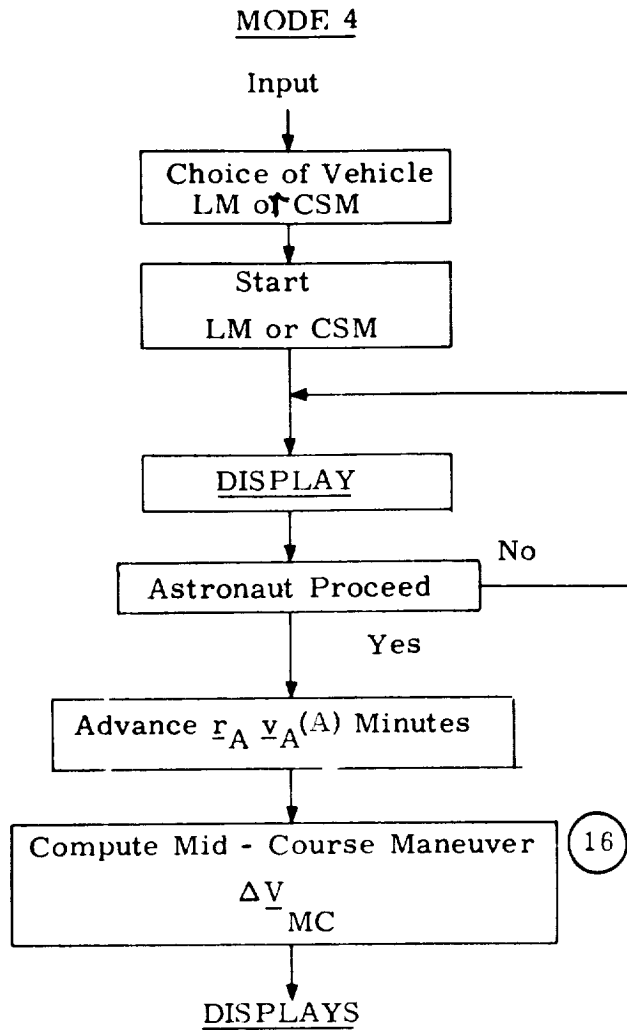 MODE 4
Input
Choice of Vehicle
LM or CSM
Start
LM or CSM
DISPLAY
No
Astronaut Proceed
Yes
Advance r_A v_A(A) Minutes
Compute Mid - Course Maneuver
16
ΔV_MC
DISPLAYS